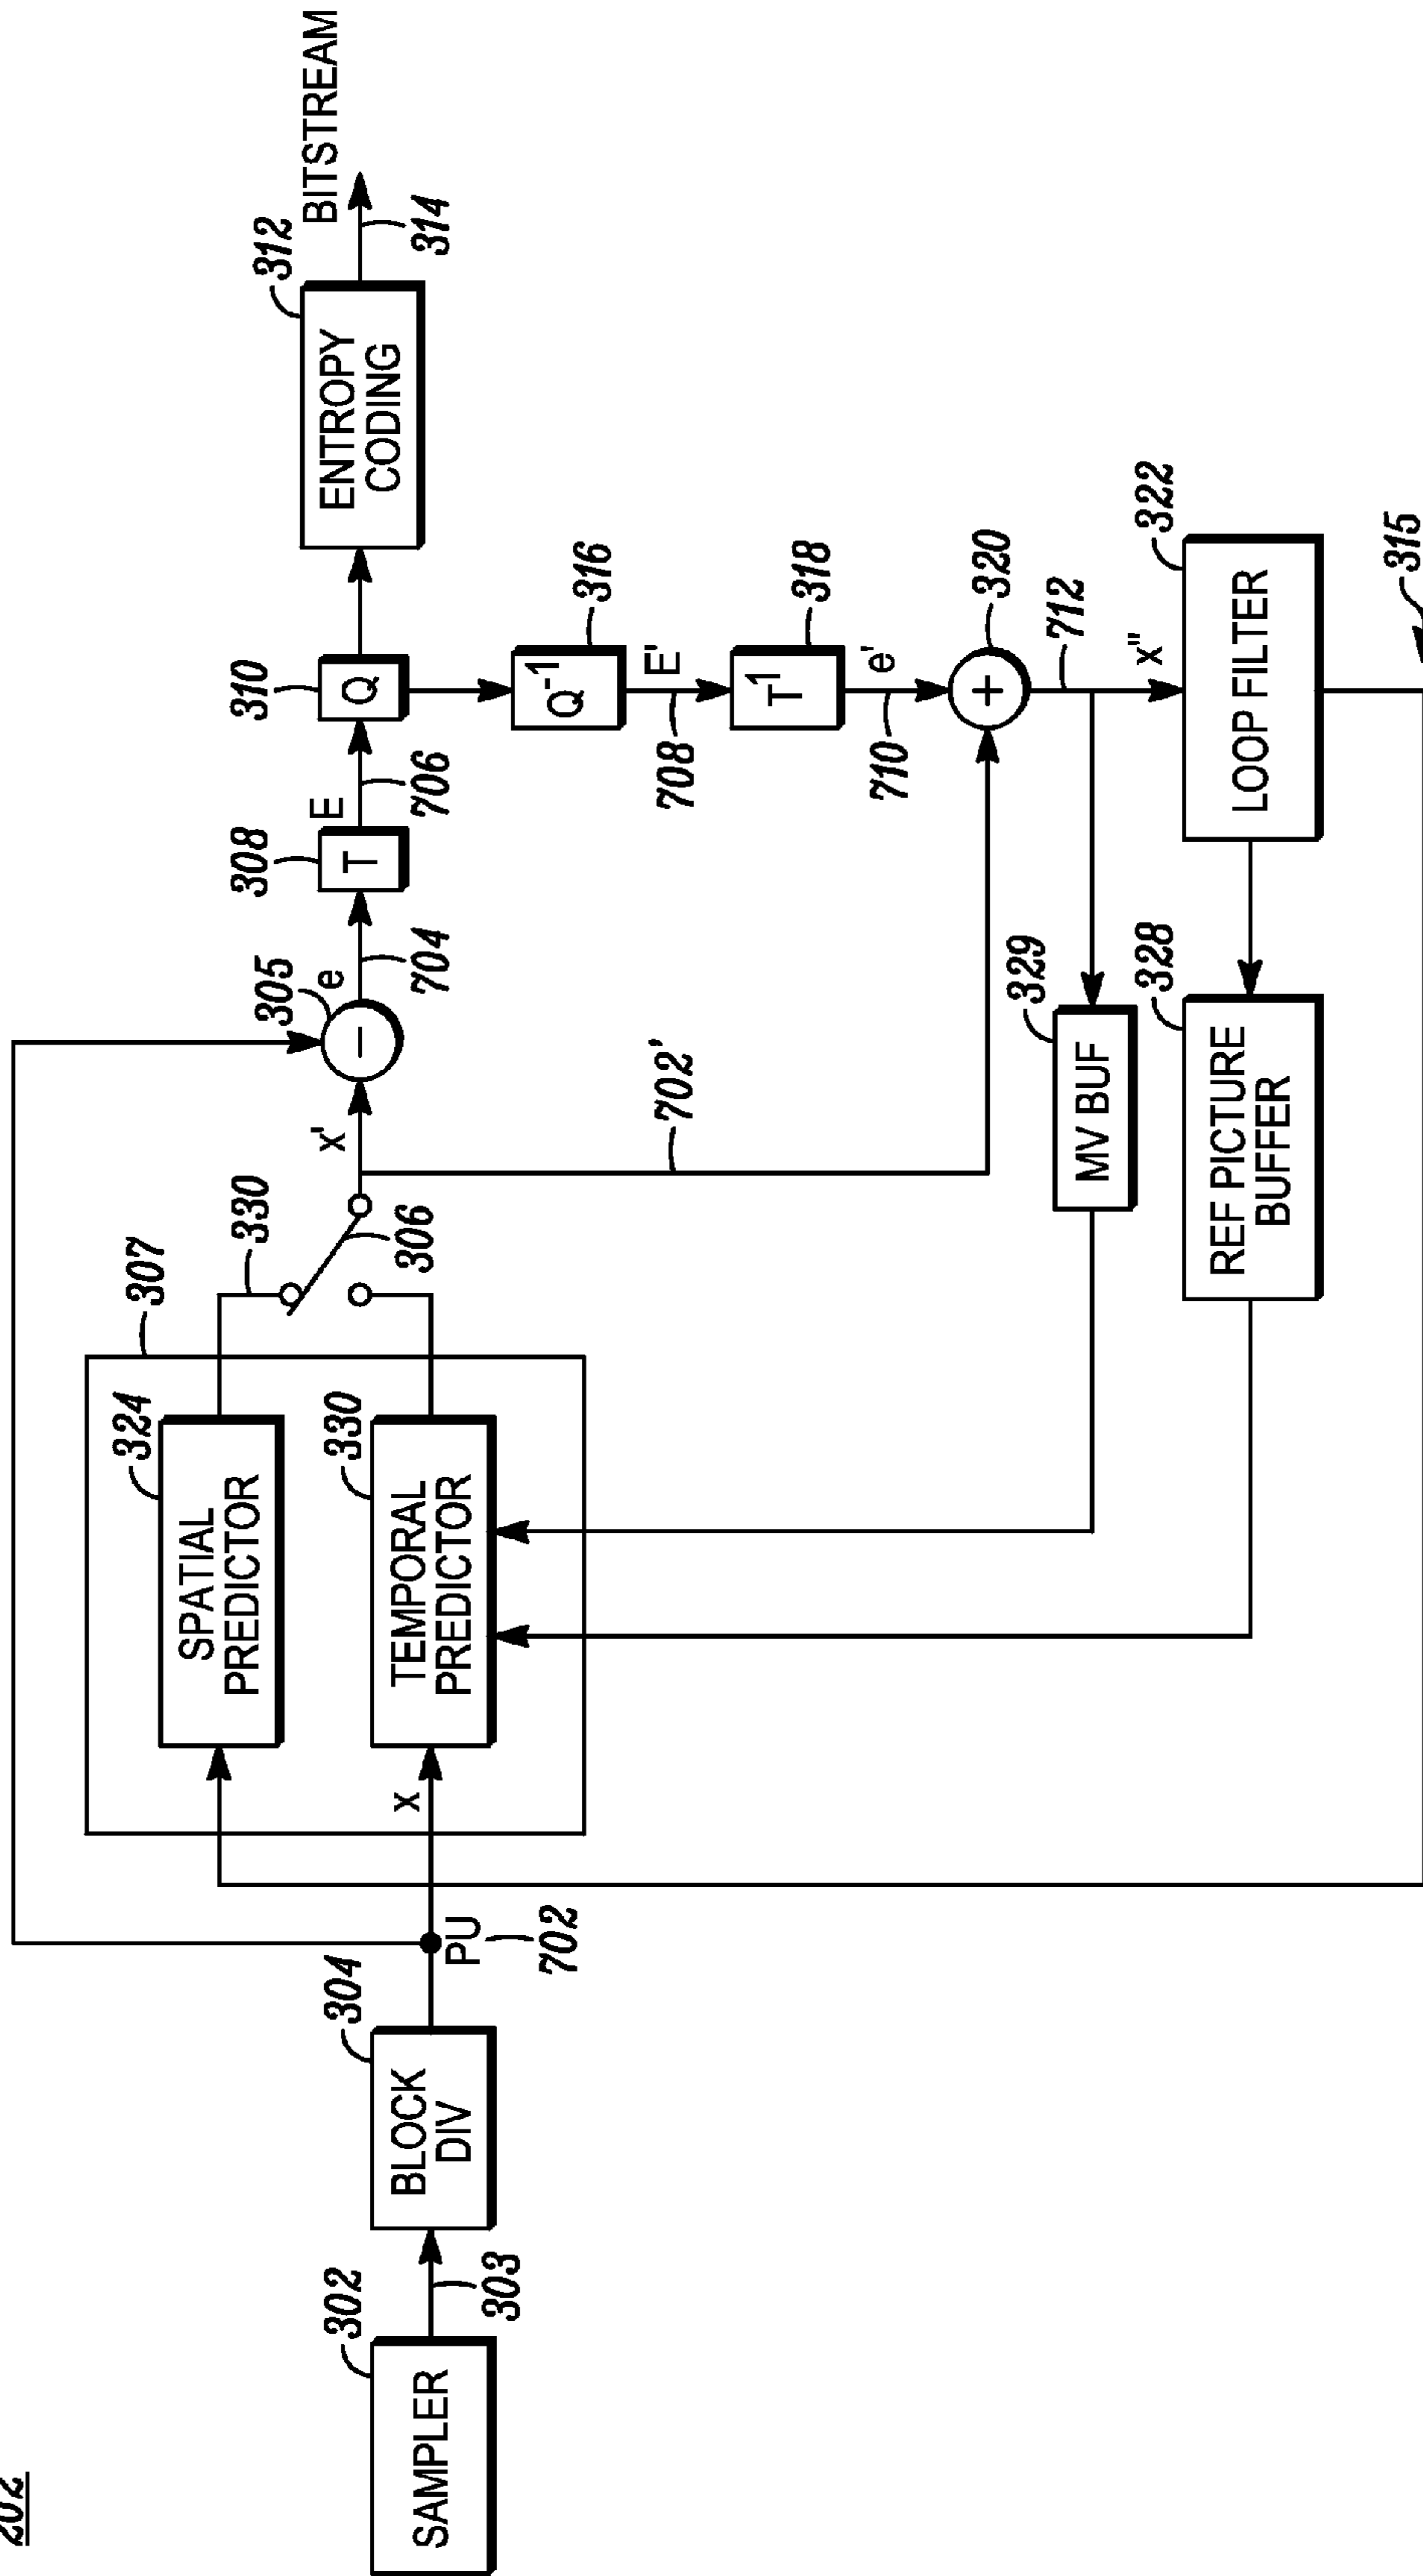 202
SAMPLER
302
303
BLOCK
DIV
304
PU
702
x
307
SPATIAL
PREDICTOR
324
TEMPORAL
PREDICTOR
330
330
306
x'
702'
305
e
704
T
308
E
706
Q
310
ENTROPY
CODING
312
BITSTREAM
314
Q-1
316
E'
708
T1
318
e'
710
+
320
712
x"
LOOP FILTER
322
315
MV BUF
329
REF PICTURE
BUFFER
328